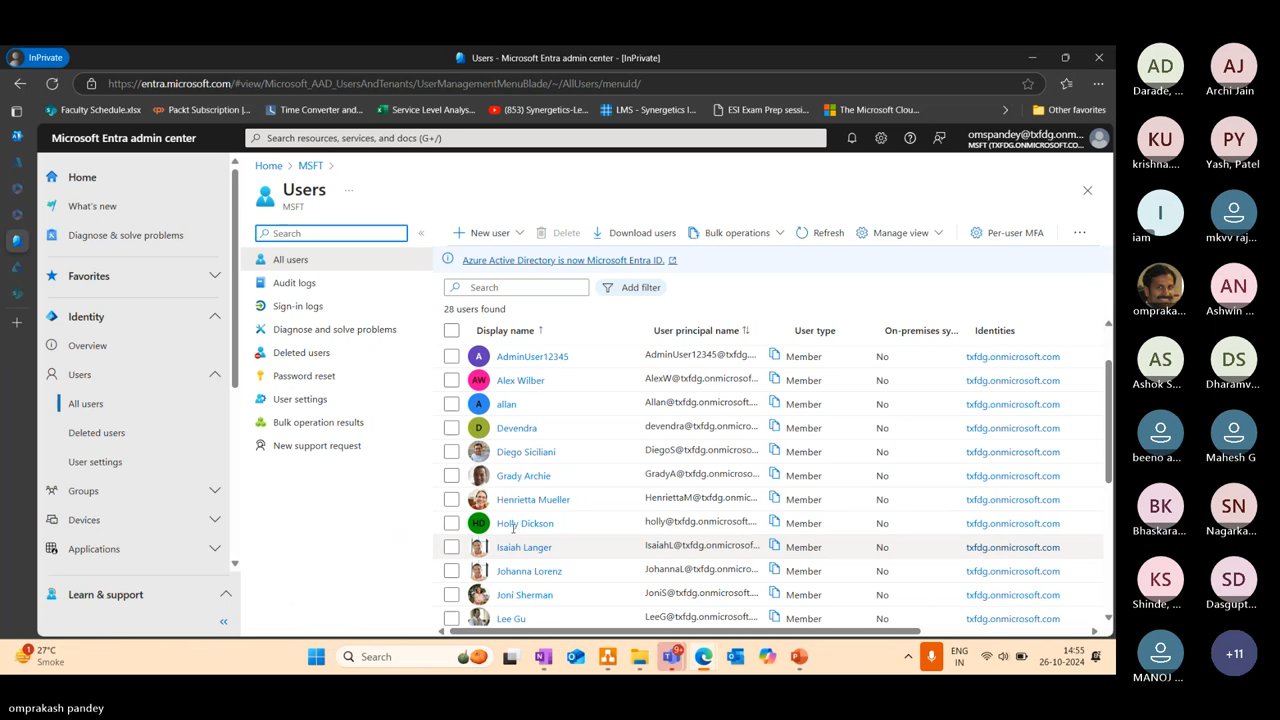 InPrivate
Users - Microsoft Entra admin center - [InPrivate]
https://entra.microsoft.com/#view/Microsoft_AAD_UsersAndTenants/UserManagementMenuBlade/~/AllUsers/menuId/
Faculty Schedule.xlsx
Packt Subscription |...
Time Converter and...
Service Level Analys...
(853) Synergetics-Le...
LMS - Synergetics I...
ESI Exam Prep sessi...
The Microsoft Clou...
Other favorites
Microsoft Entra admin center
Search resources, services, and docs (G+/)
omspandey@txfdg.onm...
MSFT (TXFDG.ONMICROSOFT.CO...
Home
What's new
Diagnose & solve problems
Favorites
Identity
Overview
Users
All users
Deleted users
User settings
Groups
Devices
Applications
Learn & support
Home > MSFT >
Users
MSFT
Search
All users
Audit logs
Sign-in logs
Diagnose and solve problems
Deleted users
Password reset
User settings
Bulk operation results
New support request
New user
Delete
Download users
Bulk operations
Refresh
Manage view
Per-user MFA
Azure Active Directory is now Microsoft Entra ID.
Search
Add filter
28 users found
Display name ↑ User principal name ↑↓ User type On-premises sy... Identities
A AdminUser12345 AdminUser12345@txfdg.... Member No txfdg.onmicrosoft.com
AW Alex Wilber AlexW@txfdg.onmicrosof... Member No txfdg.onmicrosoft.com
A allan Allan@txfdg.onmicrosoft.... Member No txfdg.onmicrosoft.com
D Devendra devendra@txfdg.onmicro... Member No txfdg.onmicrosoft.com
Diego Siciliani DiegoS@txfdg.onmicroso... Member No txfdg.onmicrosoft.com
Grady Archie GradyA@txfdg.onmicroso... Member No txfdg.onmicrosoft.com
Henrietta Mueller HenriettaM@txfdg.onmic... Member No txfdg.onmicrosoft.com
HD Holly Dickson holly@txfdg.onmicrosoft.... Member No txfdg.onmicrosoft.com
Isaiah Langer IsaiahL@txfdg.onmicrosof... Member No txfdg.onmicrosoft.com
Johanna Lorenz JohannaL@txfdg.onmicro... Member No txfdg.onmicrosoft.com
Joni Sherman JoniS@txfdg.onmicrosoft.... Member No txfdg.onmicrosoft.com
Lee Gu LeeG@txfdg.onmicrosoft.... Member No txfdg.onmicrosoft.com
1
27°C
Smoke
Search
9+
ENG
IN
14:55
26-10-2024
omprakash pandey
AD
Darade, ...
AJ
Archi Jain
KU
krishna....
PY
Yash, Patel
I
iam
mkvv raj...
ompraka...
AN
Ashwin ...
AS
Ashok S...
DS
Dharamv...
beeno a...
Mahesh G
BK
Bhaskara...
SN
Nagarka...
KS
Shinde, ...
SD
Dasgupt...
MANOJ ...
+11